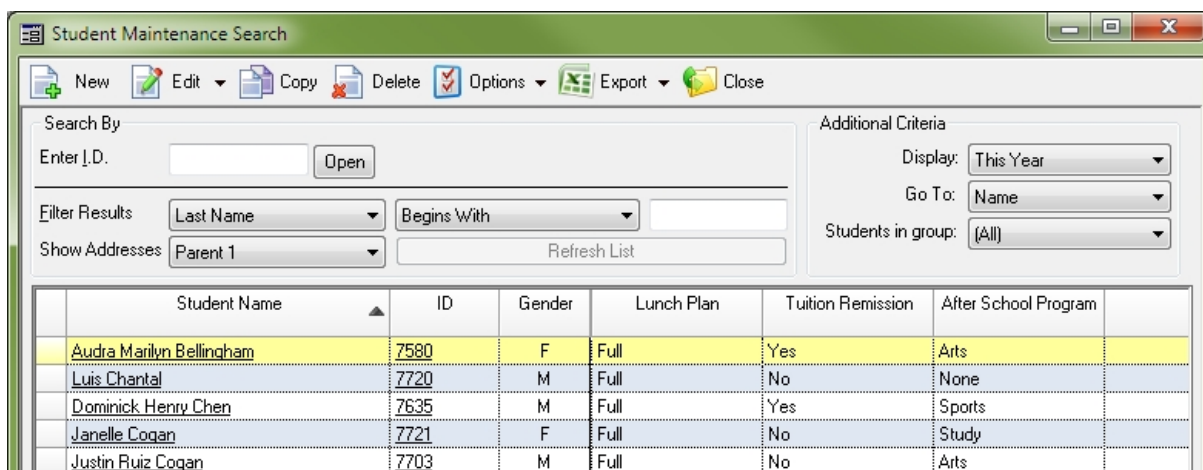 Student Maintenance Search
New Edit Copy Delete Options Export Close
Search By
Enter I.D. Open
Filter Results Last Name Begins With
Show Addresses Parent 1 Refresh List
Additional Criteria
Display: This Year
Go To: Name
Students in group: (All)
Student Name ID Gender Lunch Plan Tuition Remission After School Program
Audra Marilyn Bellingham 7580 F Full Yes Arts
Luis Chantal 7720 M Full No None
Dominick Henry Chen 7635 M Full Yes Sports
Janelle Cogan 7721 F Full No Study
Justin Ruiz Cogan 7703 M Full No Arts